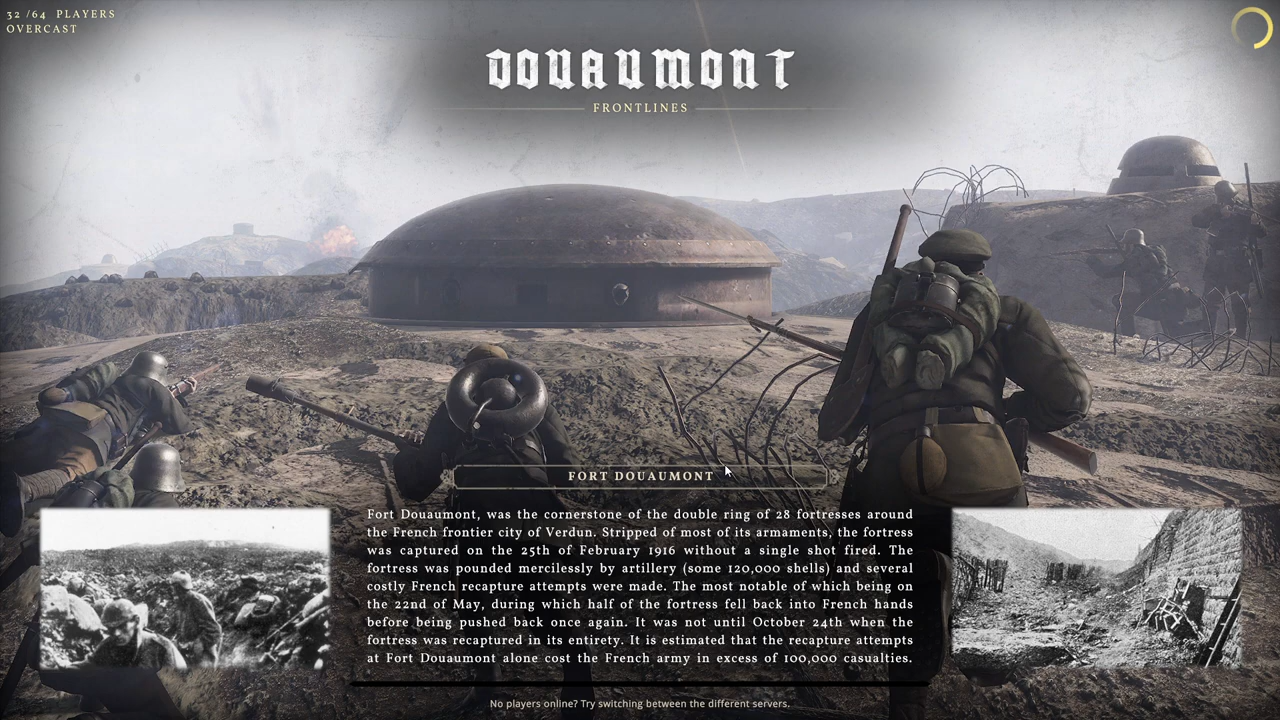 32 /64 PLAYERS
OVERCAST
DOUAUMONT
FRONTLINES
FORT DOUAUMONT
Fort Douaumont, was the cornerstone of the double ring of 28 fortresses around
the French frontier city of Verdun. Stripped of most of its armaments, the fortress
was captured on the 25th of February 1916 without a single shot fired. The
fortress was pounded mercilessly by artillery (some 120,000 shells) and several
costly French recapture attempts were made. The most notable of which being on
the 22nd of May, during which half of the fortress fell back into French hands
before being pushed back once again. It was not until October 24th when the
fortress was recaptured in its entirety. It is estimated that the recapture attempts
at Fort Douaumont alone cost the French army in excess of 100,000 casualties.
No players online? Try switching between the different servers.